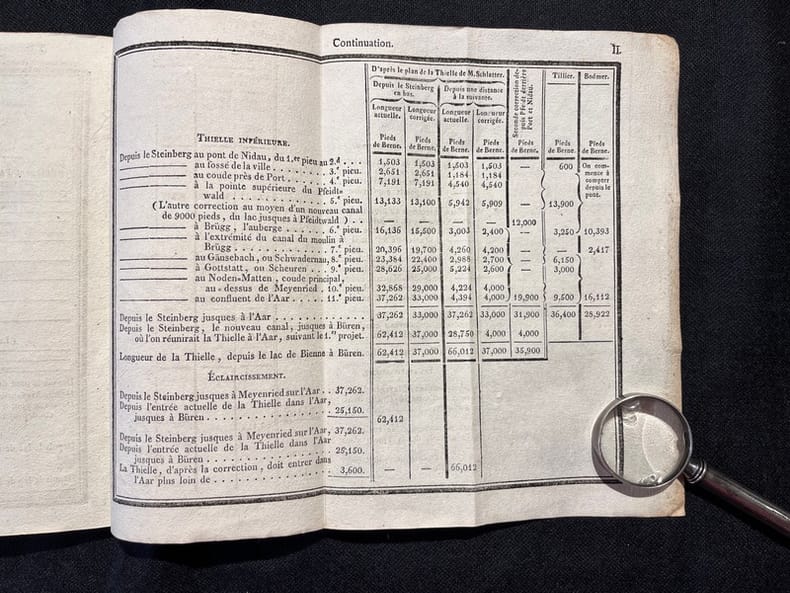 Continuation.
II.
D'après le plan de la Thielle de M. Schlatter.
Depuis le Steinberg en bas.
Depuis une distance à la suivante.
Seconde correction depuis Pfeidt derrière Port et Nidau.
Tillier.
Bodmer.
Longueur actuelle.
Longueur corrigée.
Longueur actuelle.
Longueur corrigée.
Pieds de Berne. Pieds de Berne. Pieds de Berne. Pieds de Berne. Pieds de Berne. Pieds de Berne. Pieds de Berne.
THIELLE INFÉRIEURE.
Depuis le Steinberg au pont de Nidau, du 1.er pieu au 2.d . . . 1,503 1,503 1,503 1,503 — 600 On commence à compter depuis le pont.
au fossé de la ville . . . . . . 3.e pieu. 2,651 2,651 1,184 1,184 —
au coude près de Port . . . . 4.e pieu. 7,191 7,191 4,540 4,540
à la pointe supérieure du Pfeidt-
wald . . . . . . . . . . . 5.e pieu. 13,133 13,100 5,942 5,909 — 13,900
(L'autre correction au moyen d'un nouveau canal
de 9000 pieds, du lac jusques à Pfeidtwald) . . — — — — 12,000
à Brügg, l'auberge . . . . 6.e pieu. 16,136 15,500 3,003 2,400 — 3,250 10,393
à l'extrémité du canal du moulin à
Brügg . . . . . . . . . . 7.e pieu. 20,396 19,700 4,260 4,200 — — 2,417
au Gänsebach, ou Schwadernau, 8.e pieu. 23,384 22,400 2,988 2,700 — 6,150
à Gottstatt, ou Scheuren . . 9.e pieu. 28,626 25,000 5,224 2,600 — 3,000
au Noden-Matten, coude principal,
au-dessus de Meyenried . 10.e pieu. 32,868 29,000 4,224 4,000
au confluent de l'Aar . . . 11.e pieu. 37,262 33,000 4,394 4,000 19,900 9,500 16,112
Depuis le Steinberg jusques à l'Aar . . . . . . . . . 37,262 33,000 37,262 33,000 31,900 36,400 28,922
Depuis le Steinberg, le nouveau canal, jusques à Büren,
où l'on réunirait la Thielle à l'Aar, suivant le 1.er projet. 62,412 37,000 28,750 4,000 4,000
Longueur de la Thielle, depuis le lac de Bienne à Büren. 62,412 37,000 66,012 37,000 35,900
ÉCLAIRCISSEMENT.
Depuis le Steinberg jusques à Meyenried sur l'Aar . . 37,262.
Depuis l'entrée actuelle de la Thielle dans l'Aar,
jusques à Büren . . . . . . . . . . . . 25,150.
62,412
Depuis le Steinberg jusques à Meyenried sur l'Aar, 37,262.
Depuis l'entrée actuelle de la Thielle dans l'Aar
jusques à Büren . . . . . . . . . . . . 25,150.
La Thielle, d'après la correction, doit entrer dans
l'Aar plus loin de . . . . . . . . . . . 3,600. — — 66,012